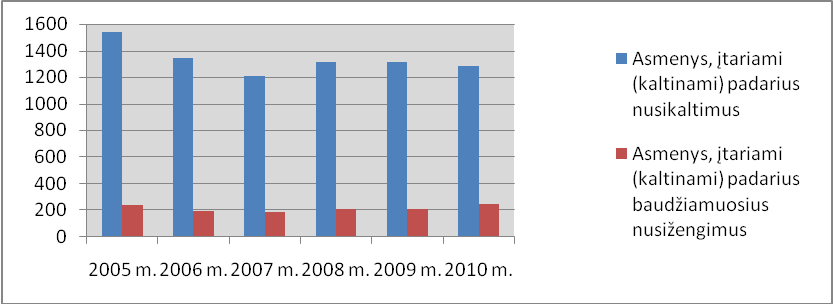 1600
1400
1200
1000
800
600
400
200
0
2005 m. 2006 m. 2007 m. 2008 m. 2009 m. 2010 m.
Asmenys, įtariami
(kaltinami) padarius
nusikaltimus
Asmenys, įtariami
(kaltinami) padarius
baudžiamuosius
nusižengimus